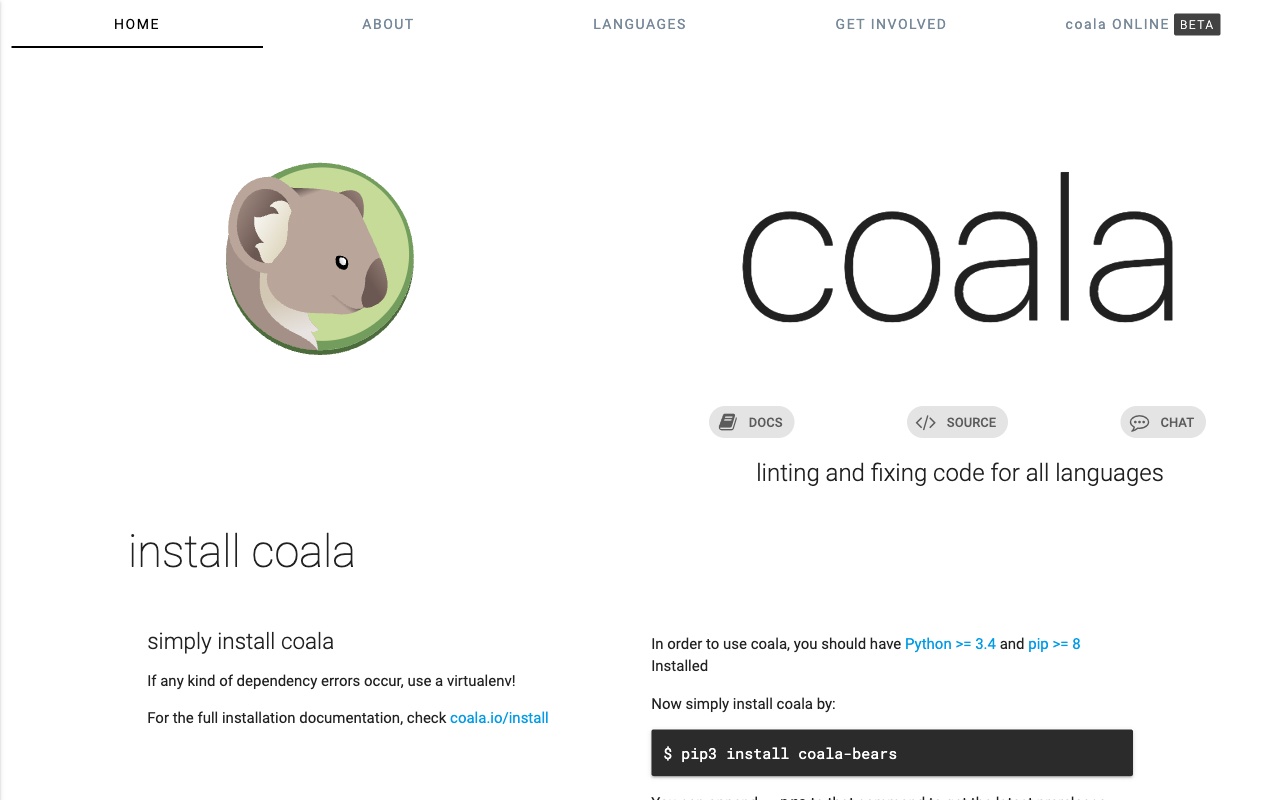 HOME
ABOUT
LANGUAGES
GET INVOLVED
coala ONLINE BETA
coala
DOCS
SOURCE
CHAT
linting and fixing code for all languages
install coala
simply install coala
If any kind of dependency errors occur, use a virtualenv!
For the full installation documentation, check coala.io/install
In order to use coala, you should have Python >= 3.4 and pip >= 8
Installed
Now simply install coala by:
$ pip3 install coala-bears